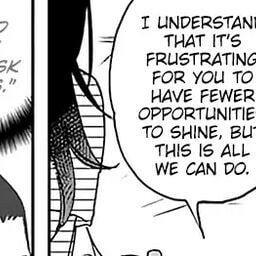 I UNDERSTAND
THAT IT'S
FRUSTRATING
FOR YOU TO
HAVE FEWER
OPPORTUNITIES
TO SHINE, BUT
THIS IS ALL
WE CAN DO.